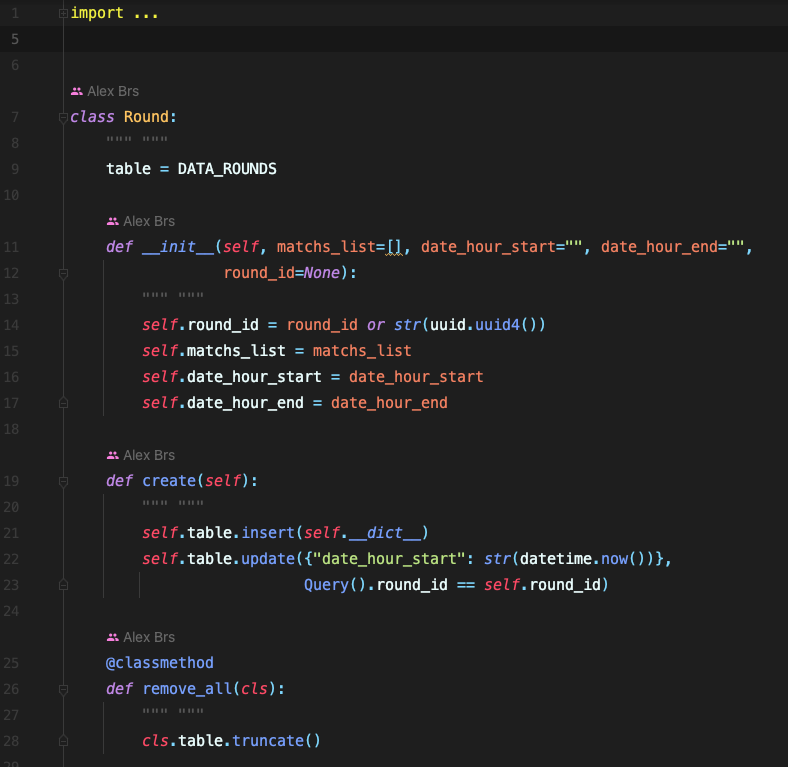 1 import ...
5
6
Alex Brs
7 class Round:
8 """ """
9 table = DATA_ROUNDS
10
Alex Brs
11 def __init__(self, matchs_list=[], date_hour_start="", date_hour_end="",
12 round_id=None):
13 """ """
14 self.round_id = round_id or str(uuid.uuid4())
15 self.matchs_list = matchs_list
16 self.date_hour_start = date_hour_start
17 self.date_hour_end = date_hour_end
18
Alex Brs
19 def create(self):
20 """ """
21 self.table.insert(self.__dict__)
22 self.table.update({"date_hour_start": str(datetime.now())},
23 Query().round_id == self.round_id)
24
Alex Brs
25 @classmethod
26 def remove_all(cls):
27 """ """
28 cls.table.truncate()
29